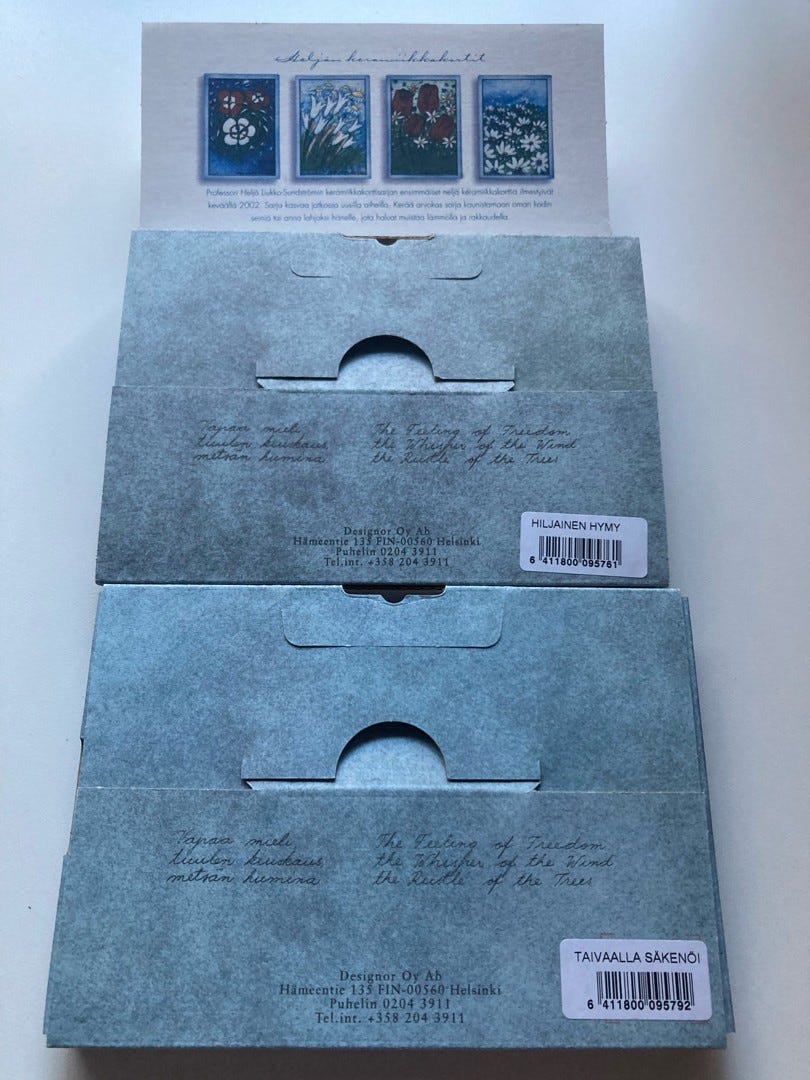 Heljän keramiikkakortit
Professori Heljä Liukko-Sundströmin keramiikkakorttisarjan ensimmäiset neljä keramiikkakorttia ilmestyivät
keväällä 2002. Sarja kasvaa jatkossa uusilla aiheilla. Kerää arvokas sarja kaunistamaan oman kodin
seiniä tai anna lahjaksi hänelle, jota haluat muistaa lämmöllä ja rakkaudella.
Vapaa mieli
tuulen kuiskaus
metsän humina
The Feeling of Freedom
the Whisper of the Wind
the Rustle of the Trees
Designor Oy Ab
Hämeentie 135 FIN-00560 Helsinki
Puhelin 0204 3911
Tel.int. +358 204 3911
HILJAINEN HYMY
6 411800 095761
Vapaa mieli
tuulen kuiskaus
metsän humina
The Feeling of Freedom
the Whisper of the Wind
the Rustle of the Trees
Designor Oy Ab
Hämeentie 135 FIN-00560 Helsinki
Puhelin 0204 3911
Tel.int. +358 204 3911
TAIVAALLA SÄKENÖI
6 411800 095792